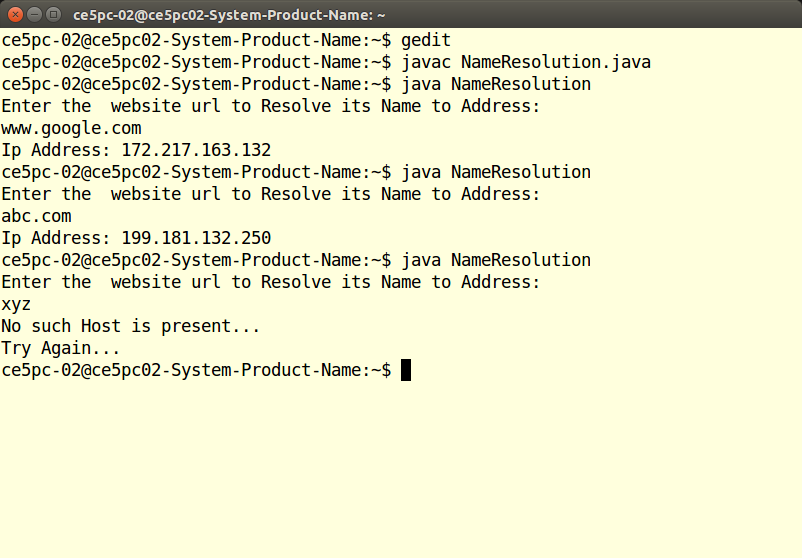 ce5pc-02@ce5pc02-System-Product-Name: ~
ce5pc-02@ce5pc02-System-Product-Name:~$ gedit
ce5pc-02@ce5pc02-System-Product-Name:~$ javac NameResolution.java
ce5pc-02@ce5pc02-System-Product-Name:~$ java NameResolution
Enter the  website url to Resolve its Name to Address:
www.google.com
Ip Address: 172.217.163.132
ce5pc-02@ce5pc02-System-Product-Name:~$ java NameResolution
Enter the  website url to Resolve its Name to Address:
abc.com
Ip Address: 199.181.132.250
ce5pc-02@ce5pc02-System-Product-Name:~$ java NameResolution
Enter the  website url to Resolve its Name to Address:
xyz
No such Host is present...
Try Again...
ce5pc-02@ce5pc02-System-Product-Name:~$